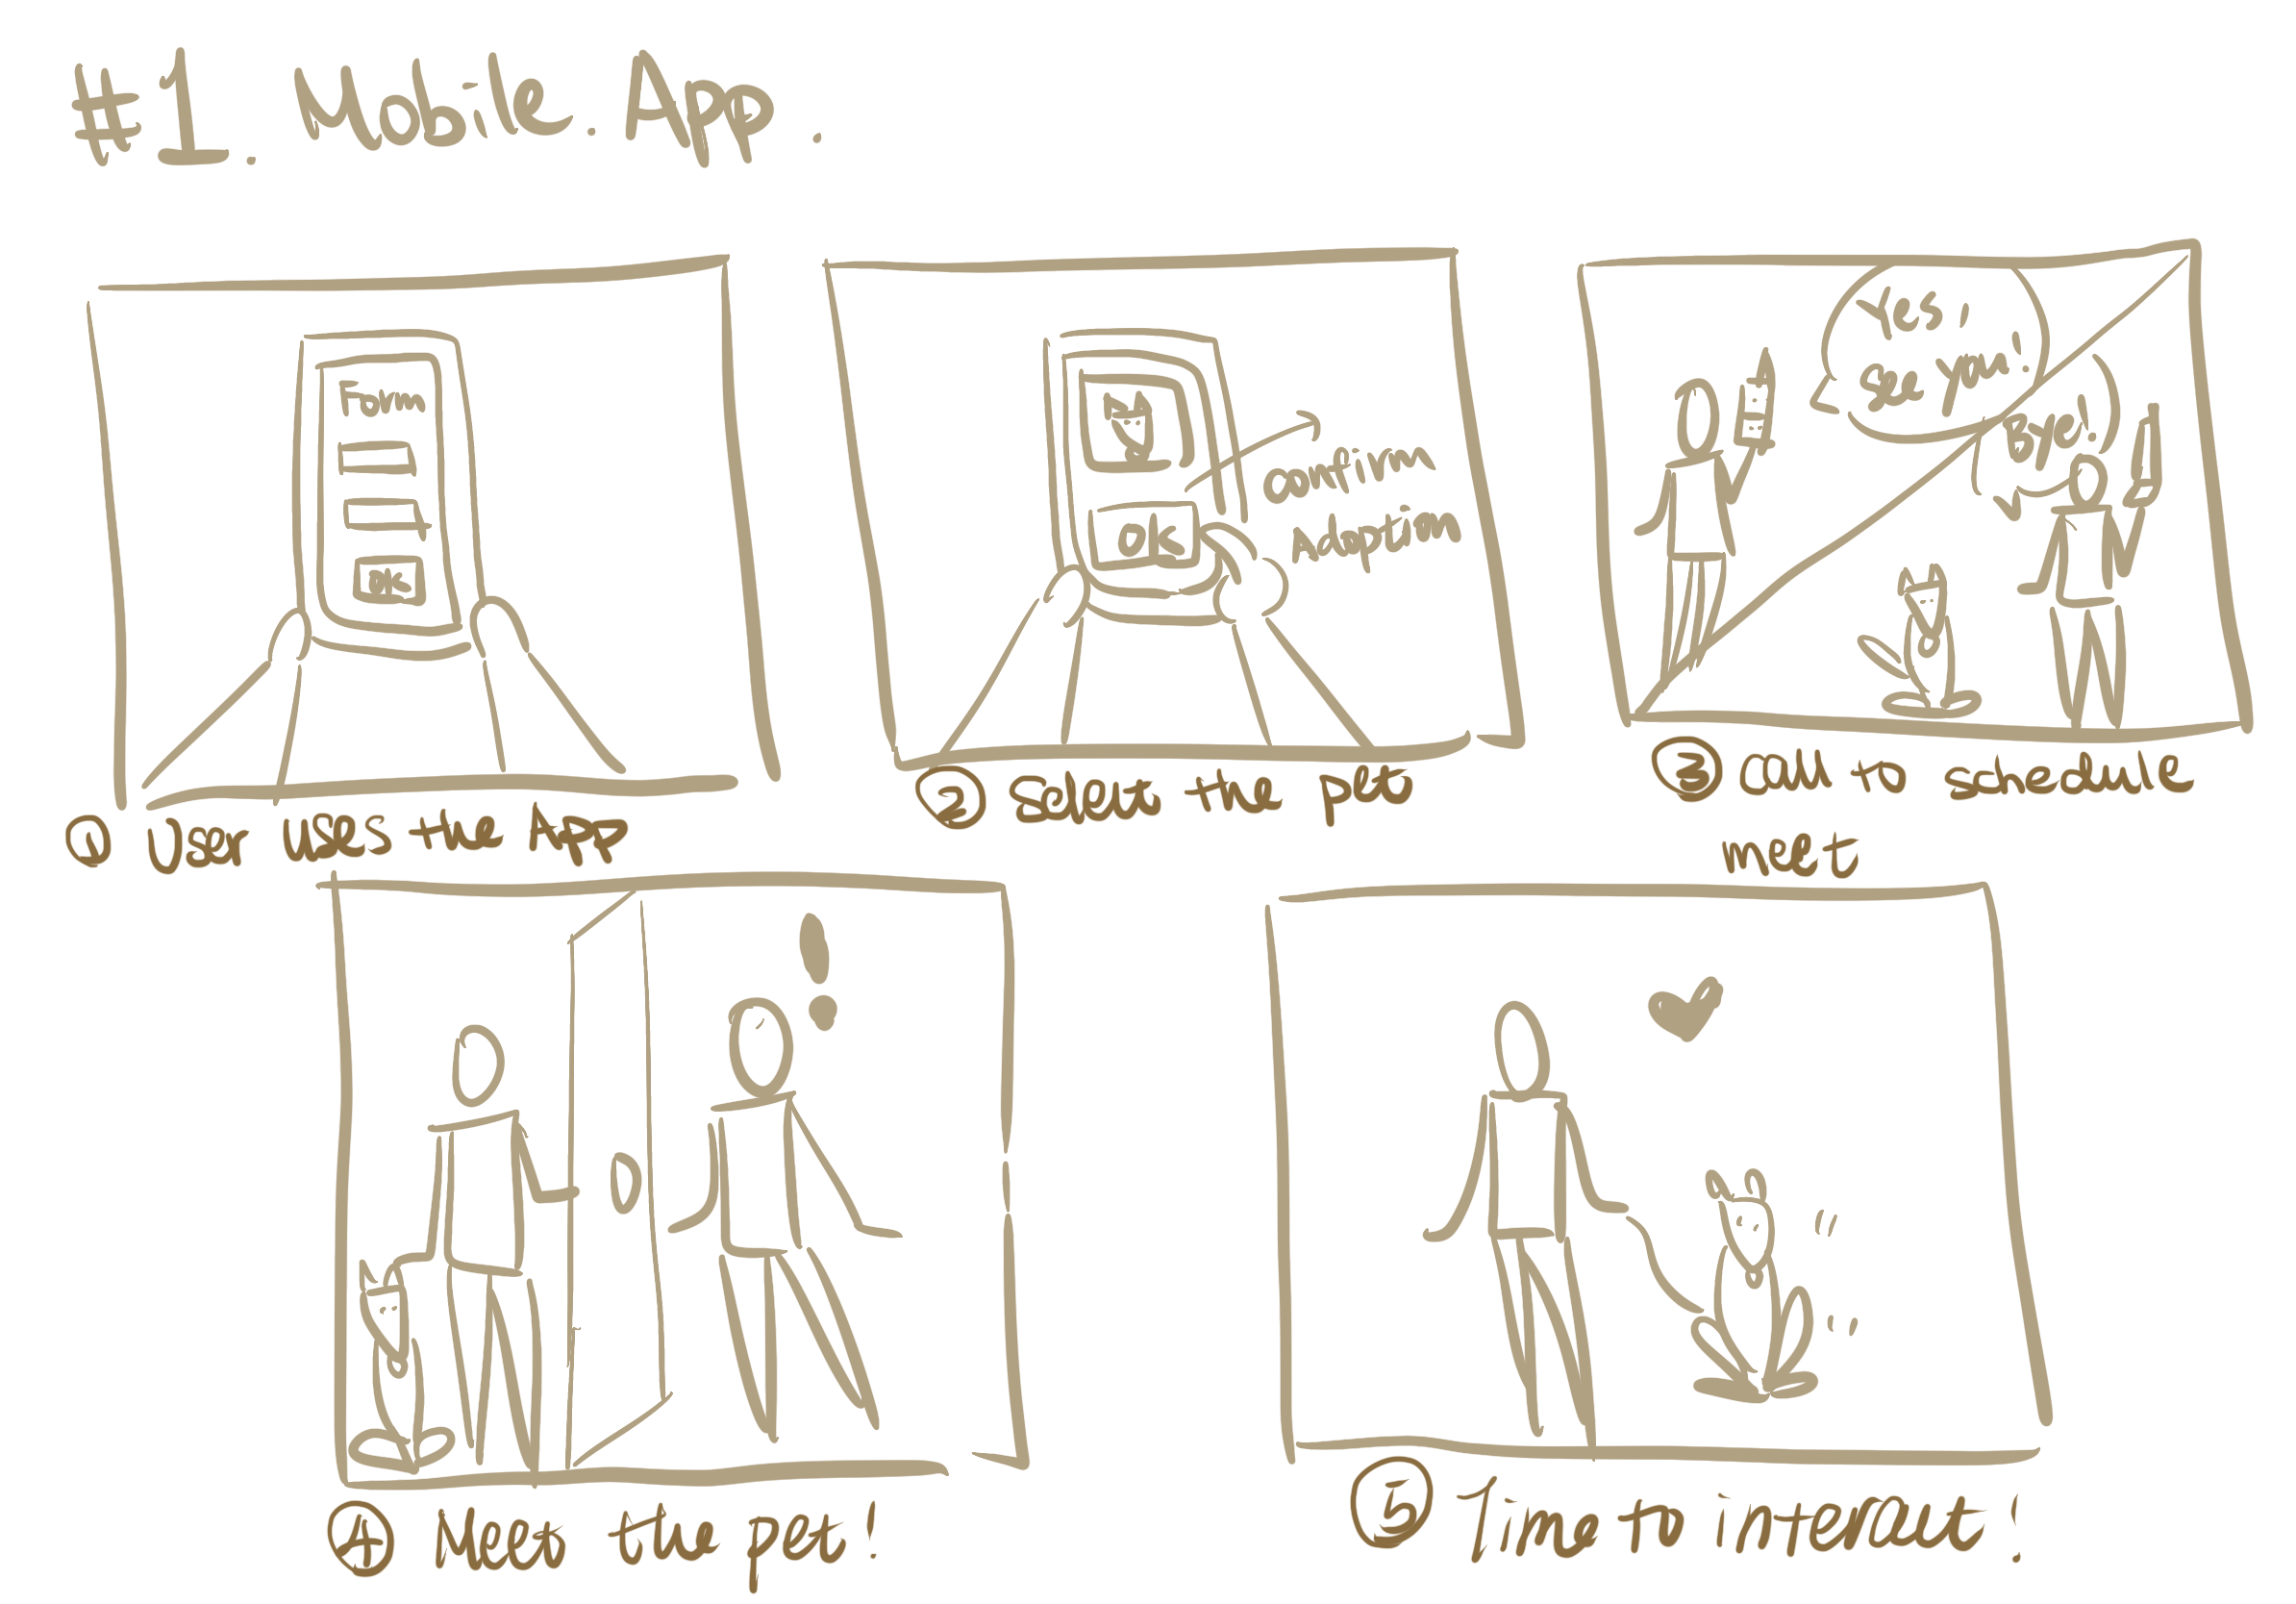 #1. Mobile. App.
Form
OK
OK
Confirm
Adoption
Yes,
see you!
Bye!
① User uses the App
② Select the pet
③ Call to schedule
meet
④ Meet the pet!
⑤ Time to interact!